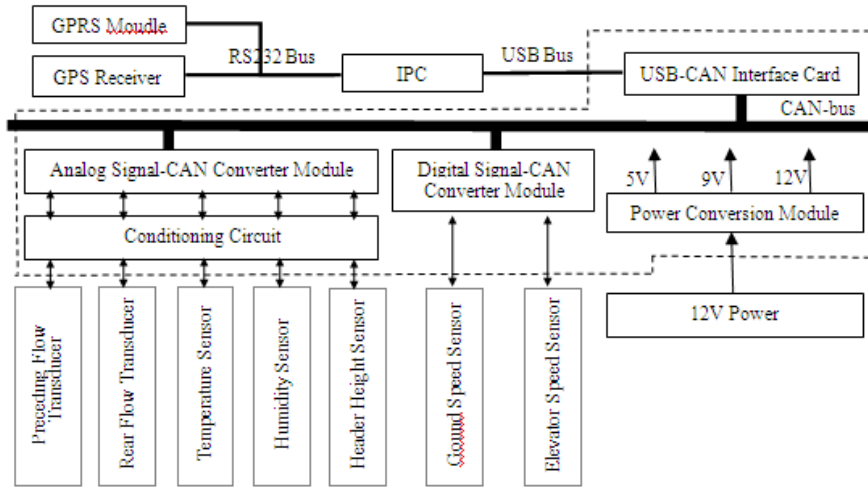 GPRS Moudle
GPS Receiver
RS232 Bus
IPC
USB Bus
USB-CAN Interface Card
CAN-bus
Analog Signal-CAN Converter Module
Digital Signal-CAN
Converter Module
5V
9V
12V
Conditioning Circuit
Power Conversion Module
12V Power
Preceding Flow
Transducer
Rear Flow Transducer
Temperature Sensor
Humidity Sensor
Header Height Sensor
Gound Speed Sensor
Elevator Speed Sensor